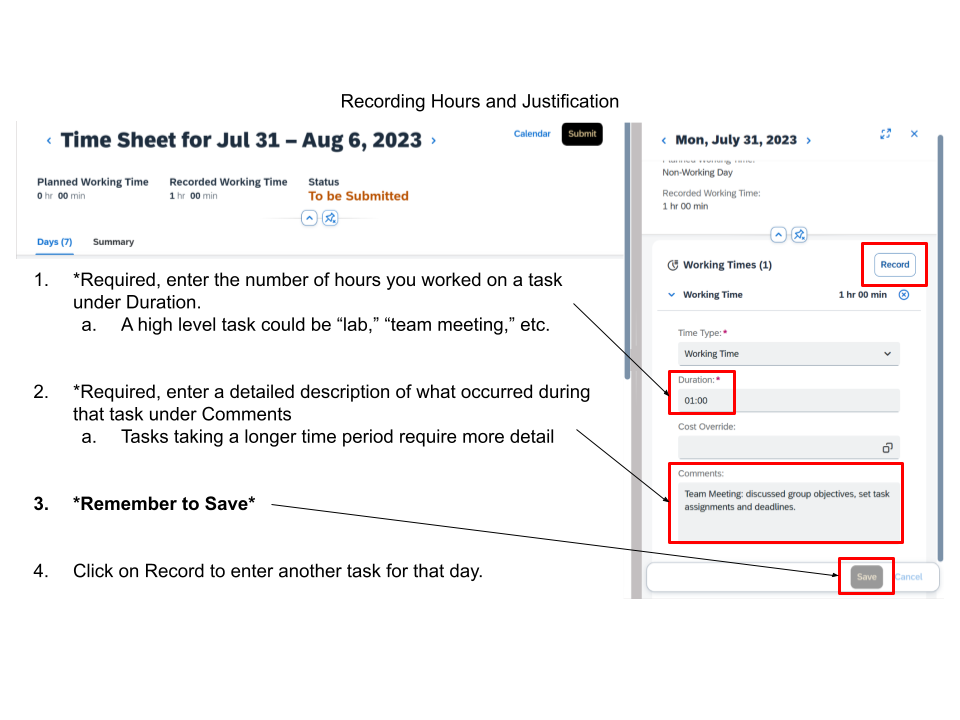 Recording Hours and Justification
Time Sheet for Jul 31 – Aug 6, 2023
Calendar
Submit
Planned Working Time
0 hr 00 min
Recorded Working Time
1 hr 00 min
Status
To be Submitted
Days (7)
Summary
1. *Required, enter the number of hours you worked on a task
under Duration.
a. A high level task could be “lab,” “team meeting,” etc.
2. *Required, enter a detailed description of what occurred during
that task under Comments
a. Tasks taking a longer time period require more detail
3. *Remember to Save*
4. Click on Record to enter another task for that day.
Mon, July 31, 2023
Planned Working Time:
Non-Working Day
Recorded Working Time:
1 hr 00 min
Working Times (1)
Record
Working Time
1 hr 00 min
Time Type:*
Working Time
Duration:*
01:00
Cost Override:
Comments:
Team Meeting: discussed group objectives, set task
assignments and deadlines.
Save
Cancel